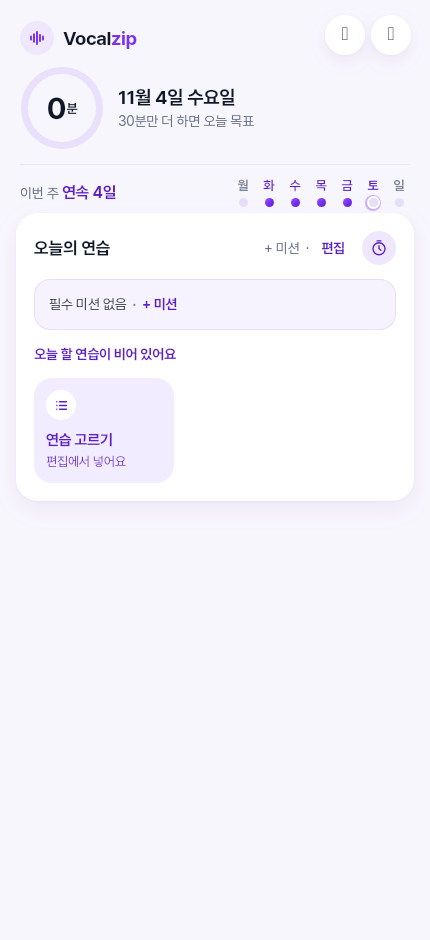 Vocalzip
0분
11월 4일 수요일
30분만 더 하면 오늘 목표
이번 주 연속 4일
월 화 수 목 금 토 일
오늘의 연습
+ 미션 · 편집
필수 미션 없음 · + 미션
오늘 할 연습이 비어 있어요
연습 고르기
편집에서 넣어요